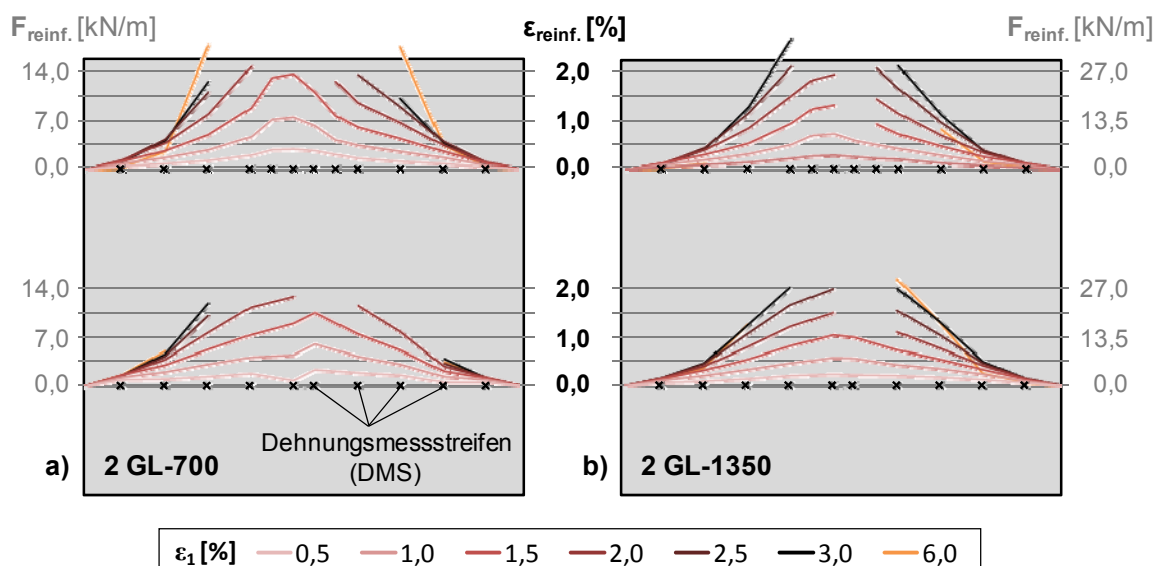 F reinf. [kN/m] ε reinf. [%] F reinf. [kN/m]
14,0 2,0 27,0
7,0 1,0 13,5
0,0 0,0 0,0
14,0 2,0 27,0
7,0 1,0 13,5
0,0 0,0 0,0
Dehnungsmessstreifen
(DMS)
a) 2 GL-700 b) 2 GL-1350
ε1 [%] 0,5 1,0 1,5 2,0 2,5 3,0 6,0